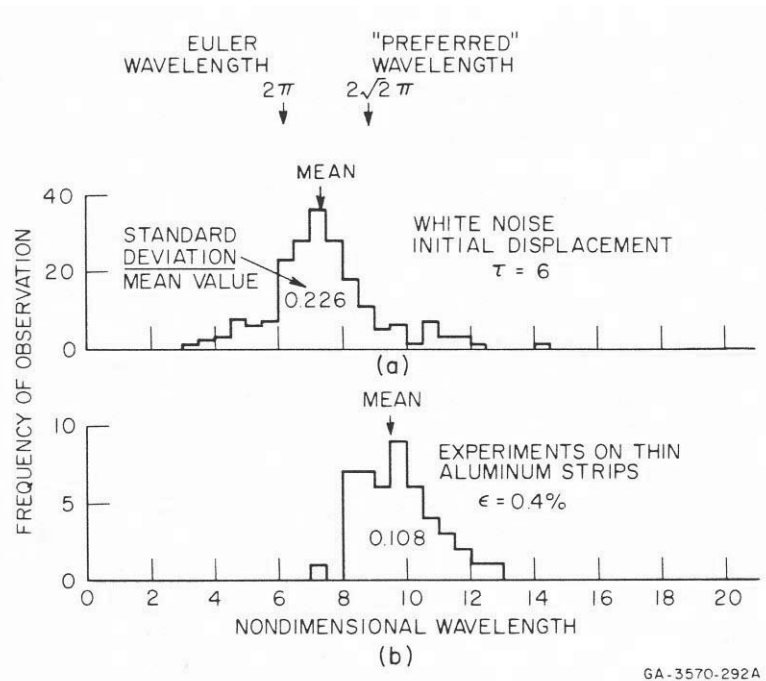 EULER
WAVELENGTH
2π
"PREFERRED"
WAVELENGTH
2√2 π
MEAN
40
20
0
STANDARD
DEVIATION
MEAN VALUE
0.226
WHITE NOISE
INITIAL DISPLACEMENT
τ = 6
(a)
FREQUENCY OF OBSERVATION
MEAN
10
5
0
EXPERIMENTS ON THIN
ALUMINUM STRIPS
ϵ = 0.4%
0.108
0 2 4 6 8 10 12 14 16 18 20
NONDIMENSIONAL WAVELENGTH
(b)
GA-3570-292A